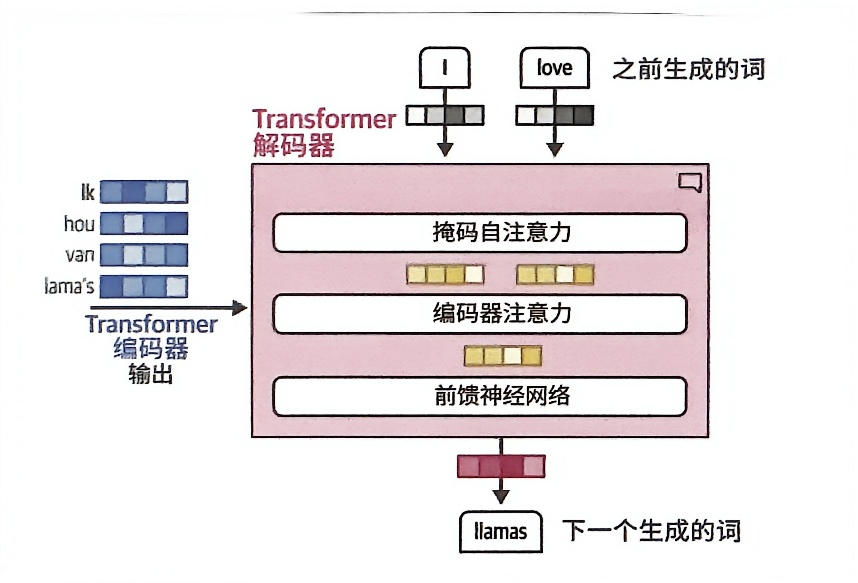 I
love
之前生成的词
Transformer
解码器
Ik
hou
van
lama's
Transformer
编码器
输出
掩码自注意力
编码器注意力
前馈神经网络
llamas
下一个生成的词